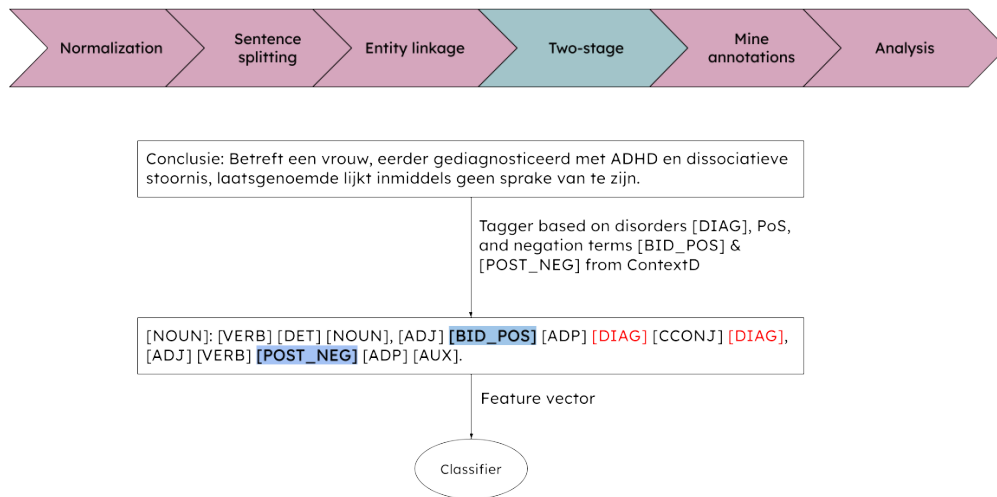 Normalization
Sentence
splitting
Entity linkage
Two-stage
Mine
annotations
Analysis
Conclusie: Betreft een vrouw, eerder gediagnosticeerd met ADHD en dissociatieve
stoornis, laatsgenoemde lijkt inmiddels geen sprake van te zijn.
Tagger based on disorders [DIAG], PoS,
and negation terms [BID_POS] &
[POST_NEG] from ContextD
[NOUN]: [VERB] [DET] [NOUN], [ADJ] [BID_POS] [ADP] [DIAG] [CCONJ] [DIAG],
[ADJ] [VERB] [POST_NEG] [ADP] [AUX].
Feature vector
Classifier